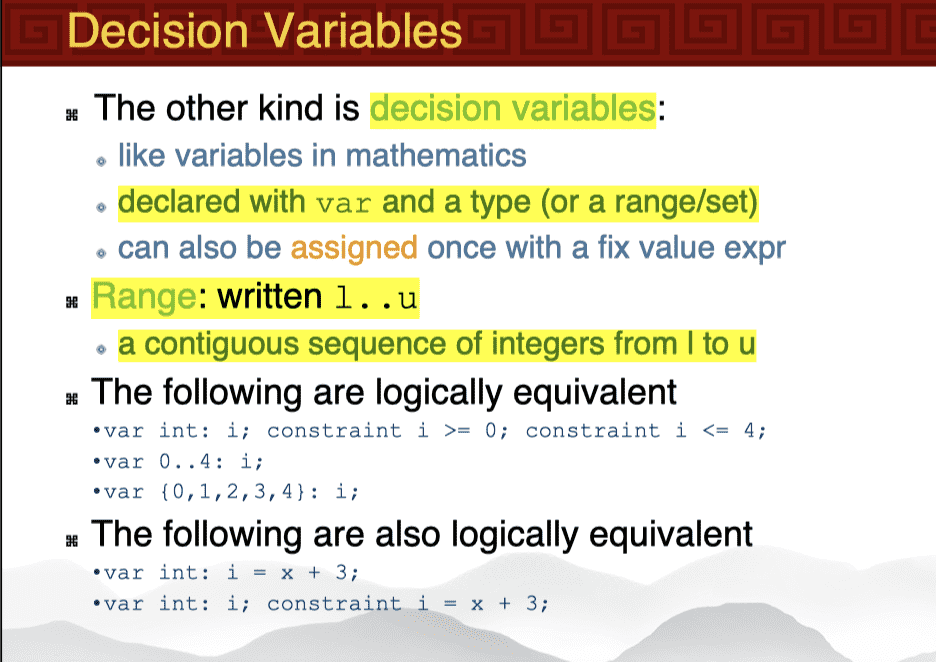 Decision Variables
The other kind is decision variables:
like variables in mathematics
declared with var and a type (or a range/set)
can also be assigned once with a fix value expr
Range: written l..u
a contiguous sequence of integers from l to u
The following are logically equivalent
•var int: i; constraint i >= 0; constraint i <= 4;
•var 0..4: i;
•var {0,1,2,3,4}: i;
The following are also logically equivalent
•var int: i = x + 3;
•var int: i; constraint i = x + 3;